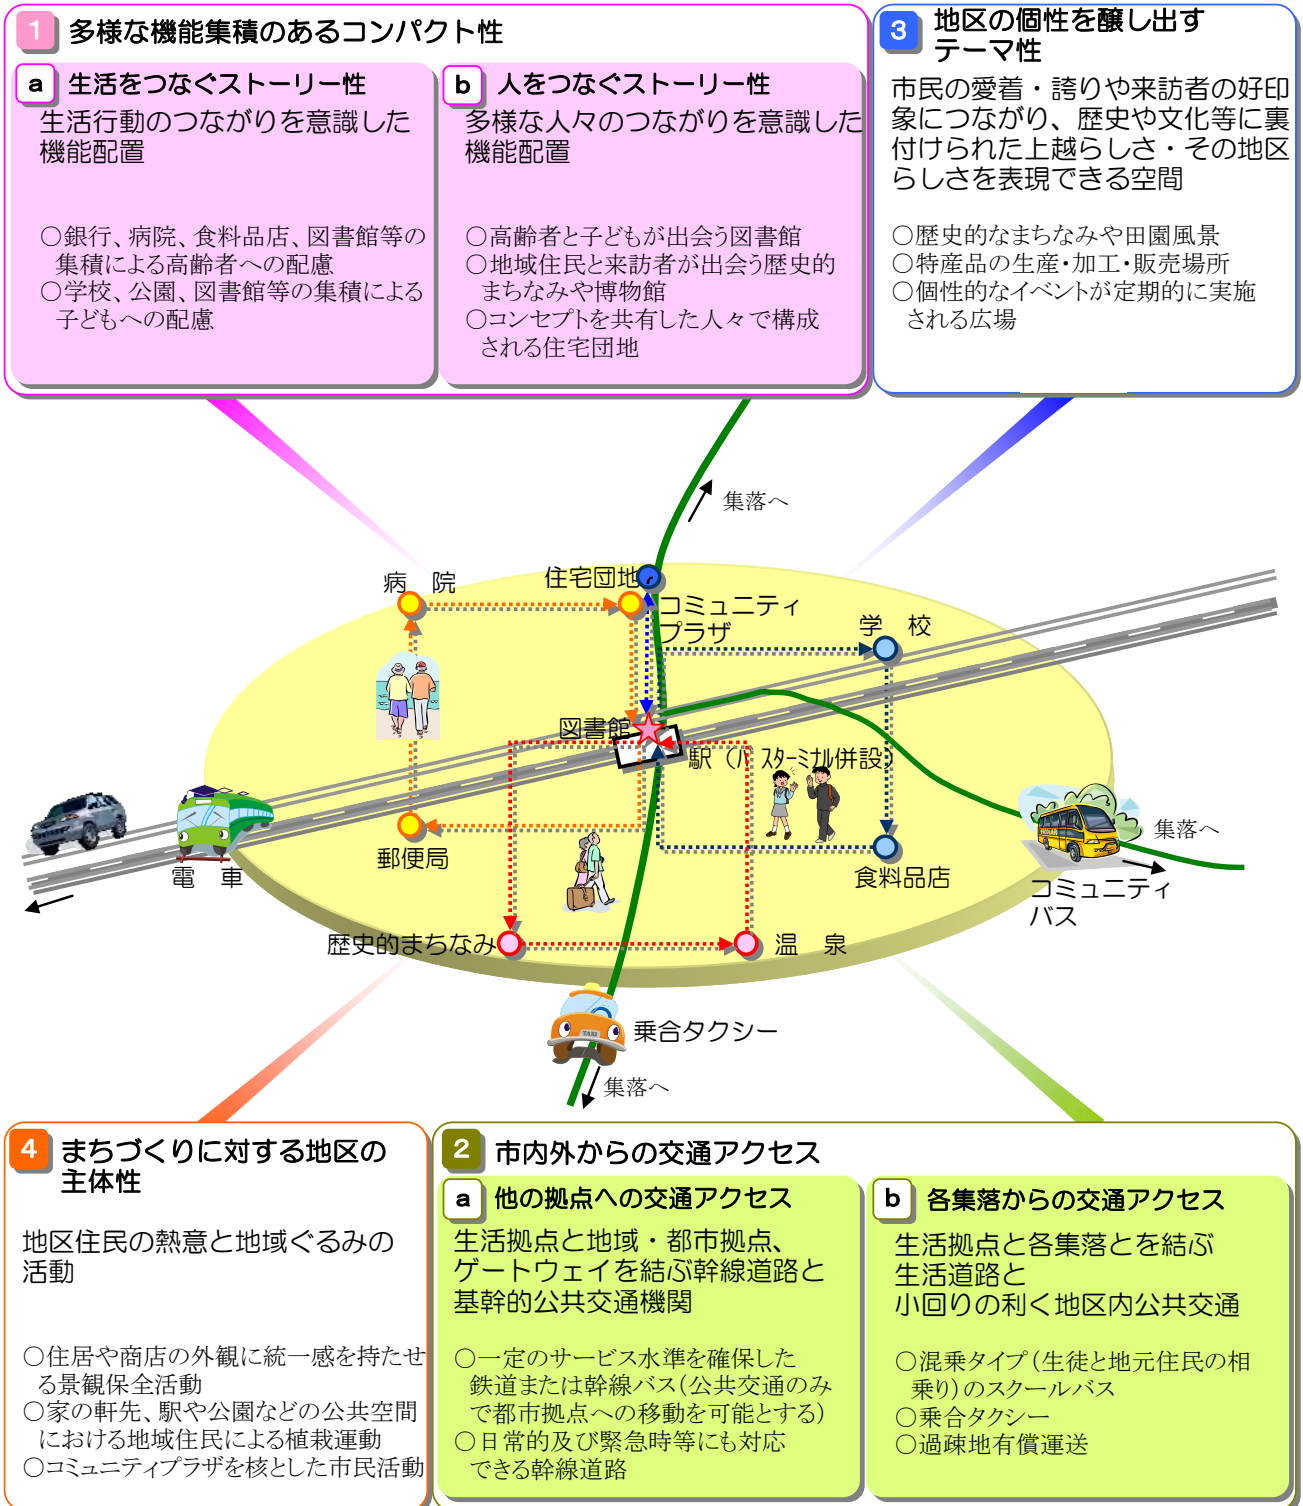 1 多様な機能集積のあるコンパクト性
a 生活をつなぐストーリー性
生活行動のつながりを意識した
機能配置
○銀行、病院、食料品店、図書館等の
集積による高齢者への配慮
○学校、公園、図書館等の集積による
子どもへの配慮
b 人をつなぐストーリー性
多様な人々のつながりを意識した
機能配置
○高齢者と子どもが出会う図書館
○地域住民と来訪者が出会う歴史的
まちなみや博物館
○コンセプトを共有した人々で構成
される住宅団地
3 地区の個性を醸し出す
テーマ性
市民の愛着・誇りや来訪者の好印
象につながり、歴史や文化等に裏
付けられた上越らしさ・その地区
らしさを表現できる空間
○歴史的なまちなみや田園風景
○特産品の生産・加工・販売場所
○個性的なイベントが定期的に実施
される広場
集落へ
病 院
住宅団地
コミュニティ
プラザ
学 校
図書館
駅（バスターミナル併設）
郵便局
電 車
食料品店
集落へ
コミュニティ
バス
歴史的まちなみ
温 泉
TAXI
乗合タクシー
集落へ
4 まちづくりに対する地区の
主体性
地区住民の熱意と地域ぐるみの
活動
○住居や商店の外観に統一感を持たせ
る景観保全活動
○家の軒先、駅や公園などの公共空間
における地域住民による植栽運動
○コミュニティプラザを核とした市民活動
2 市内外からの交通アクセス
a 他の拠点への交通アクセス
生活拠点と地域・都市拠点、
ゲートウェイを結ぶ幹線道路と
基幹的公共交通機関
○一定のサービス水準を確保した
鉄道または幹線バス（公共交通のみ
で都市拠点への移動を可能とする）
○日常的及び緊急時等にも対応
できる幹線道路
b 各集落からの交通アクセス
生活拠点と各集落とを結ぶ
生活道路と
小回りの利く地区内公共交通
○混乗タイプ（生徒と地元住民の相
乗り）のスクールバス
○乗合タクシー
○過疎地有償運送